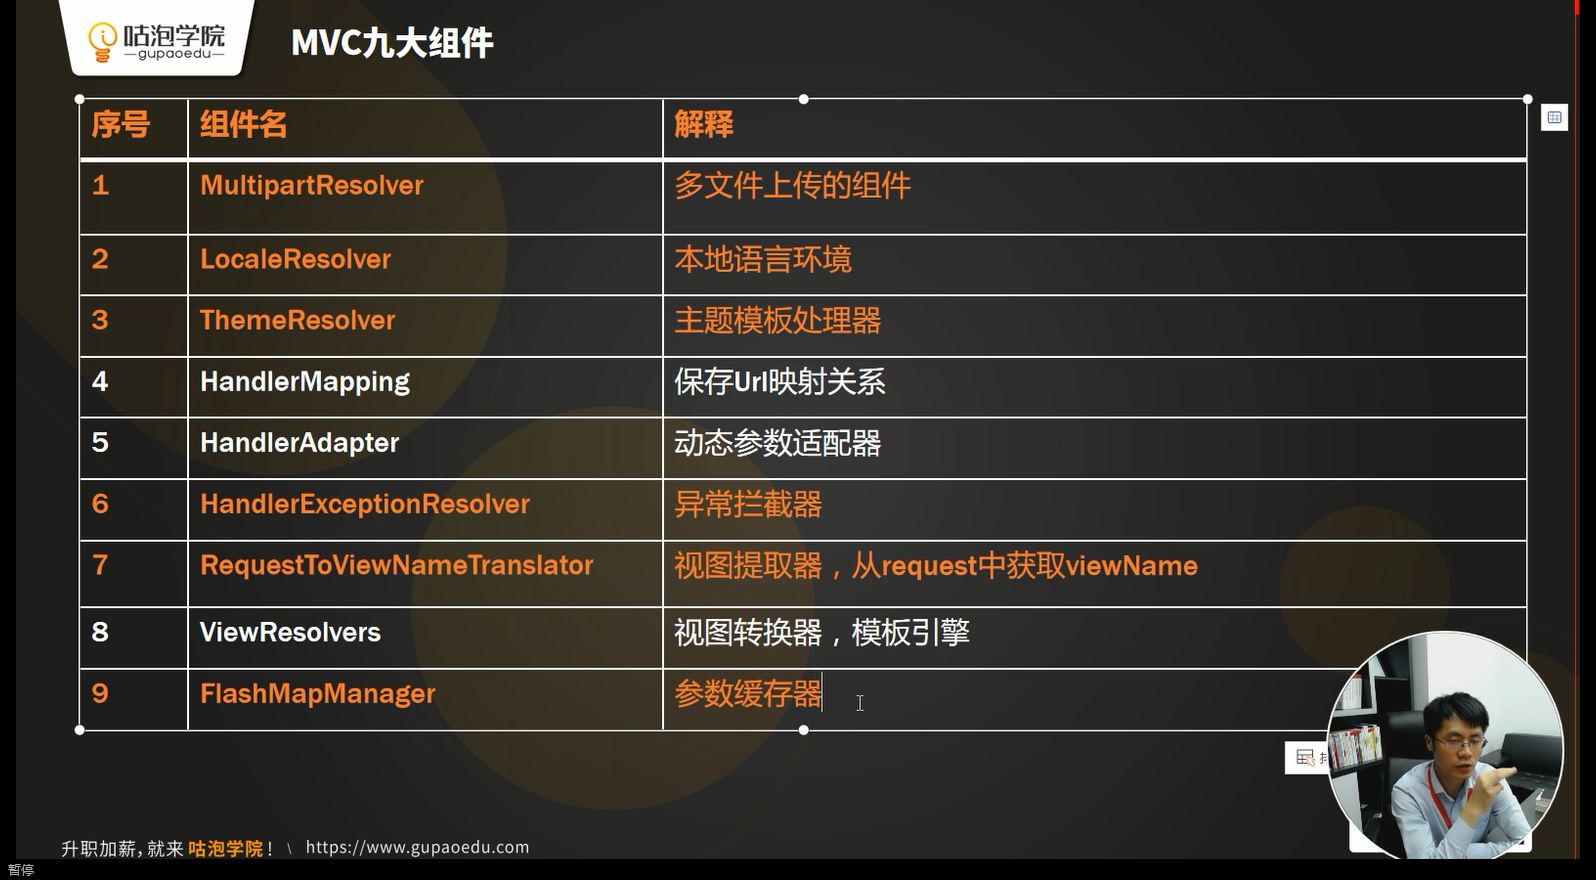 咕泡学院
gupaoedu
MVC九大组件
序号 组件名 解释
1 MultipartResolver 多文件上传的组件
2 LocaleResolver 本地语言环境
3 ThemeResolver 主题模板处理器
4 HandlerMapping 保存Url映射关系
5 HandlerAdapter 动态参数适配器
6 HandlerExceptionResolver 异常拦截器
7 RequestToViewNameTranslator 视图提取器，从request中获取viewName
8 ViewResolvers 视图转换器，模板引擎
9 FlashMapManager 参数缓存器
升职加薪，就来 咕泡学院！ \ https://www.gupaoedu.com
暂停